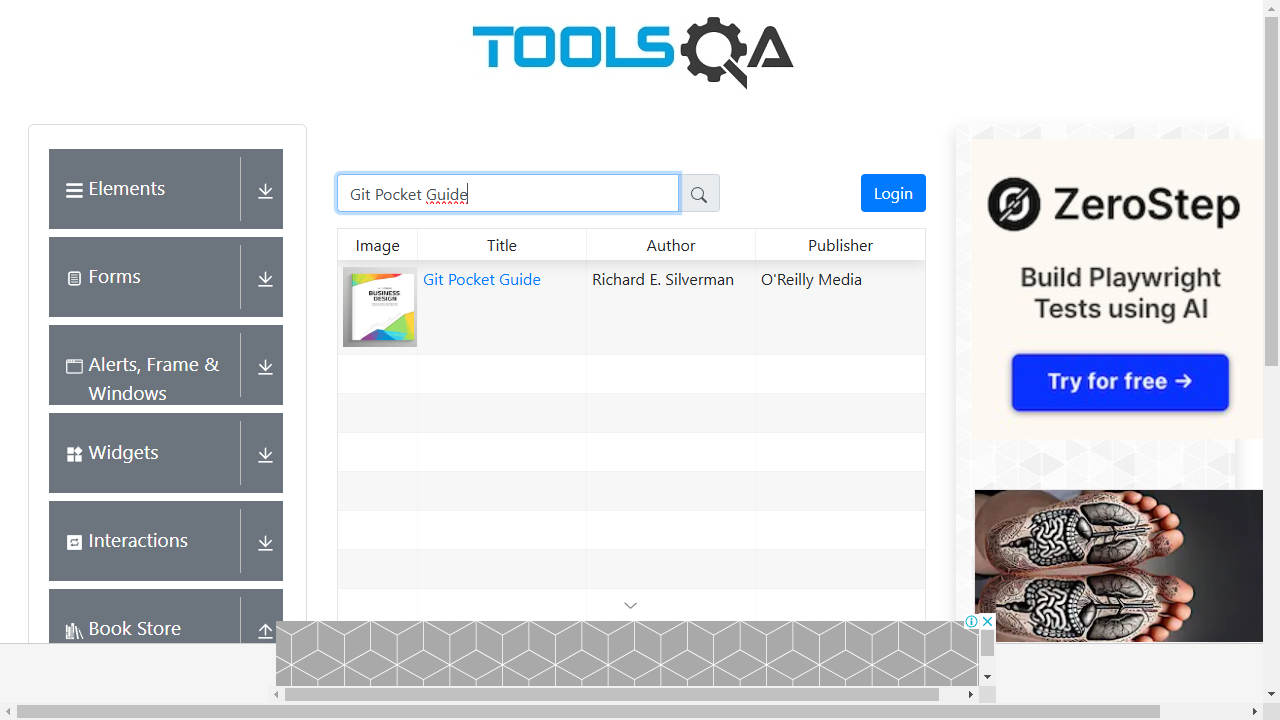 TOOLSQA
Elements
Forms
Alerts, Frame &
Windows
Widgets
Interactions
Book Store
Git Pocket Guide
Login
Image Title Author Publisher
BUSINESS
DESIGN
Git Pocket Guide Richard E. Silverman O'Reilly Media
ZeroStep
Build Playwright
Tests using AI
Try for free →